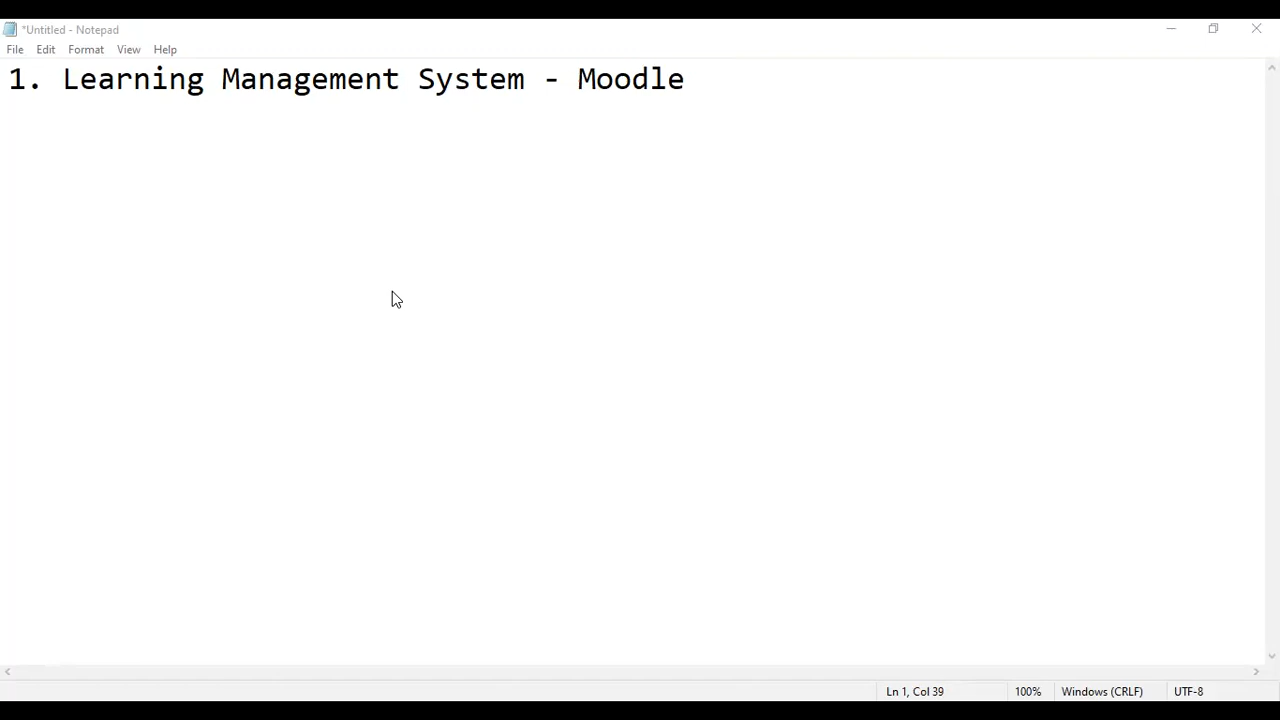 *Untitled - Notepad
File Edit Format View Help
1. Learning Management System - Moodle
Ln 1, Col 39 100% Windows (CRLF) UTF-8